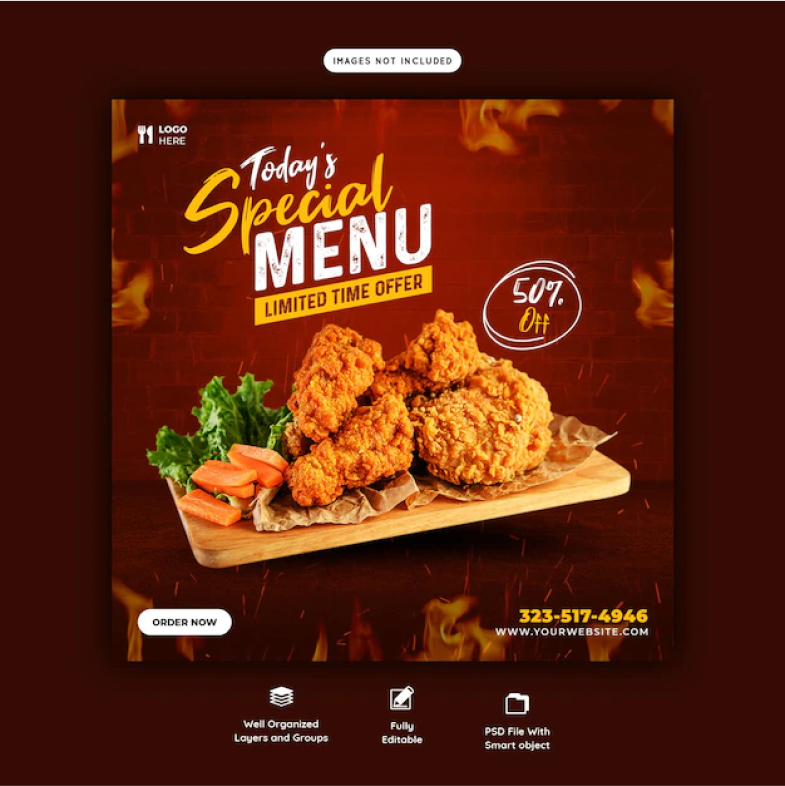 IMAGES NOT INCLUDED
LOGO
HERE
Today's
Special
MENU
LIMITED TIME OFFER
50%
Off
ORDER NOW
323-517-4946
WWW.YOURWEBSITE.COM
Well Organized
Layers and Groups
Fully
Editable
PSD File With
Smart object